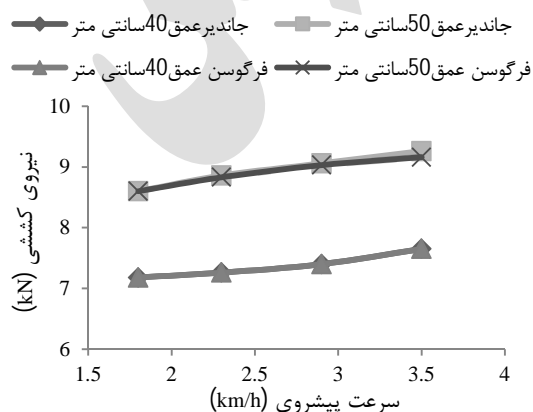 جاندیرعمق40سانتی متر جاندیرعمق50سانتی متر
فرگوسن عمق40سانتی متر فرگوسن عمق50سانتی متر
10
9
8
7
6
نیروی کششی (kN)
1.5 2 2.5 3 3.5 4
سرعت پیشروی (km/h)